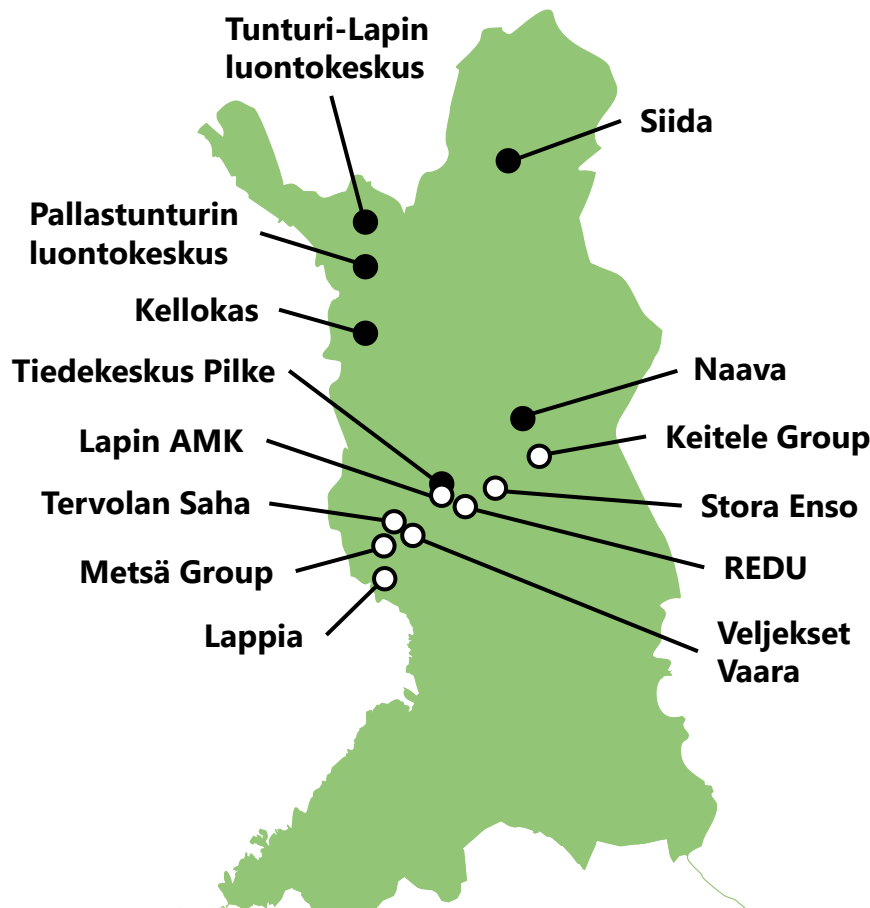 Tunturi-Lapin
luontokeskus
Siida
Pallastunturin
luontokeskus
Kellokas
Tiedekeskus Pilke
Naava
Lapin AMK
Keitele Group
Tervolan Saha
Stora Enso
Metsä Group
REDU
Lappia
Veljekset
Vaara